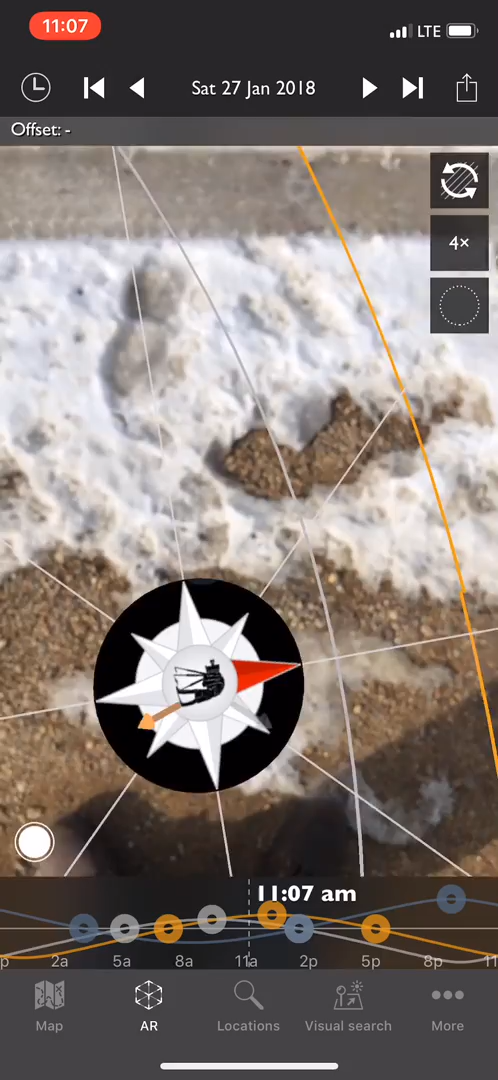 11:07
LTE
Sat 27 Jan 2018
Offset: -
4×
11:07 am
p 2a 5a 8a 11a 2p 5p 8p 11
Map AR Locations Visual search More